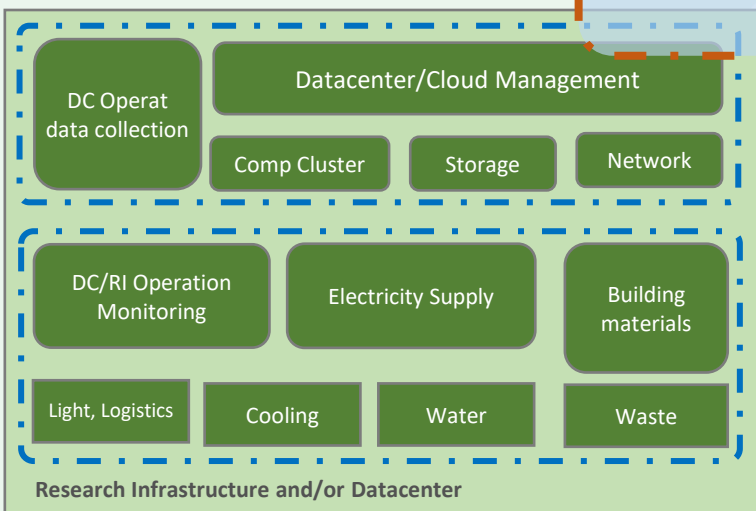 DC Operat
data collection
Datacenter/Cloud Management
Comp Cluster
Storage
Network
DC/RI Operation
Monitoring
Electricity Supply
Building
materials
Light, Logistics
Cooling
Water
Waste
Research Infrastructure and/or Datacenter